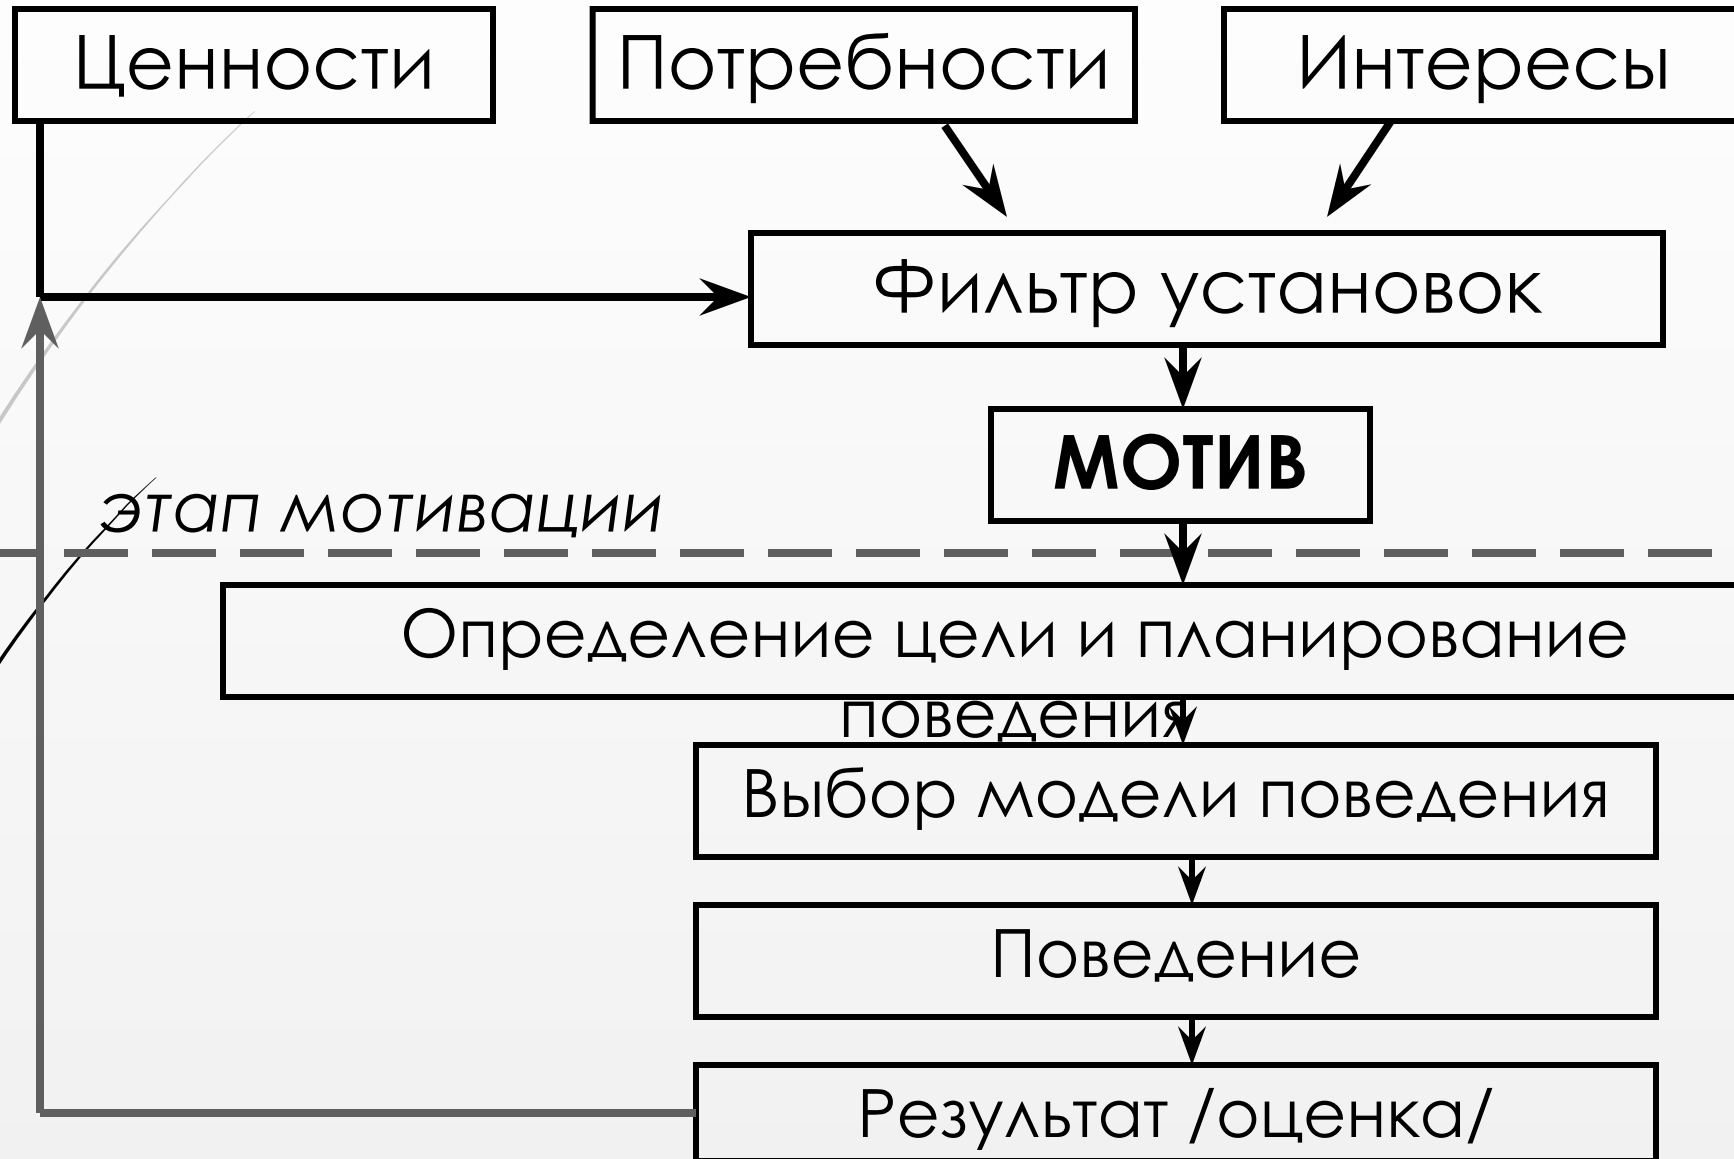 Ценности
Потребности
Интересы
Фильтр установок
МОТИВ
этап мотивации
Определение цели и планирование
поведения
Выбор модели поведения
Поведение
Результат /оценка/